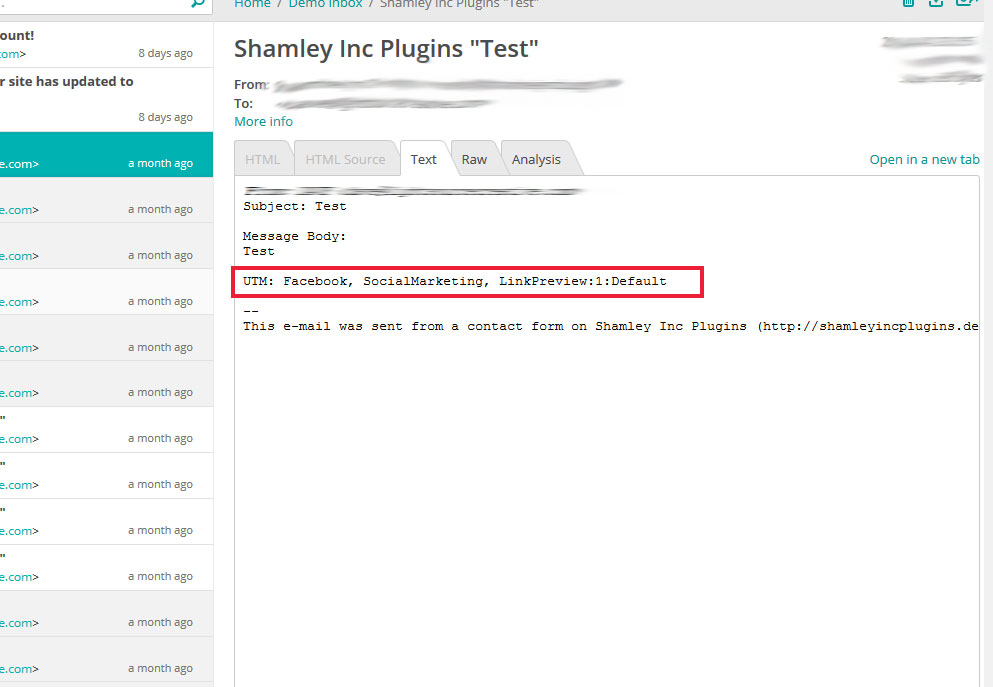 Home / Demo inbox / Shamley Inc Plugins "Test"
ount!
om>
8 days ago
r site has updated to
8 days ago
e.com>
a month ago
e.com>
a month ago
e.com>
a month ago
e.com>
a month ago
e.com>
a month ago
e.com>
a month ago
"
e.com>
a month ago
"
e.com>
a month ago
"
e.com>
a month ago
"
e.com>
a month ago
e.com>
a month ago
e.com>
a month ago
Shamley Inc Plugins "Test"
From:
To:
More info
HTML
HTML Source
Text
Raw
Analysis
Open in a new tab
Subject: Test
Message Body:
Test
UTM: Facebook, SocialMarketing, LinkPreview:1:Default
--
This e-mail was sent from a contact form on Shamley Inc Plugins (http://shamleyincplugins.de